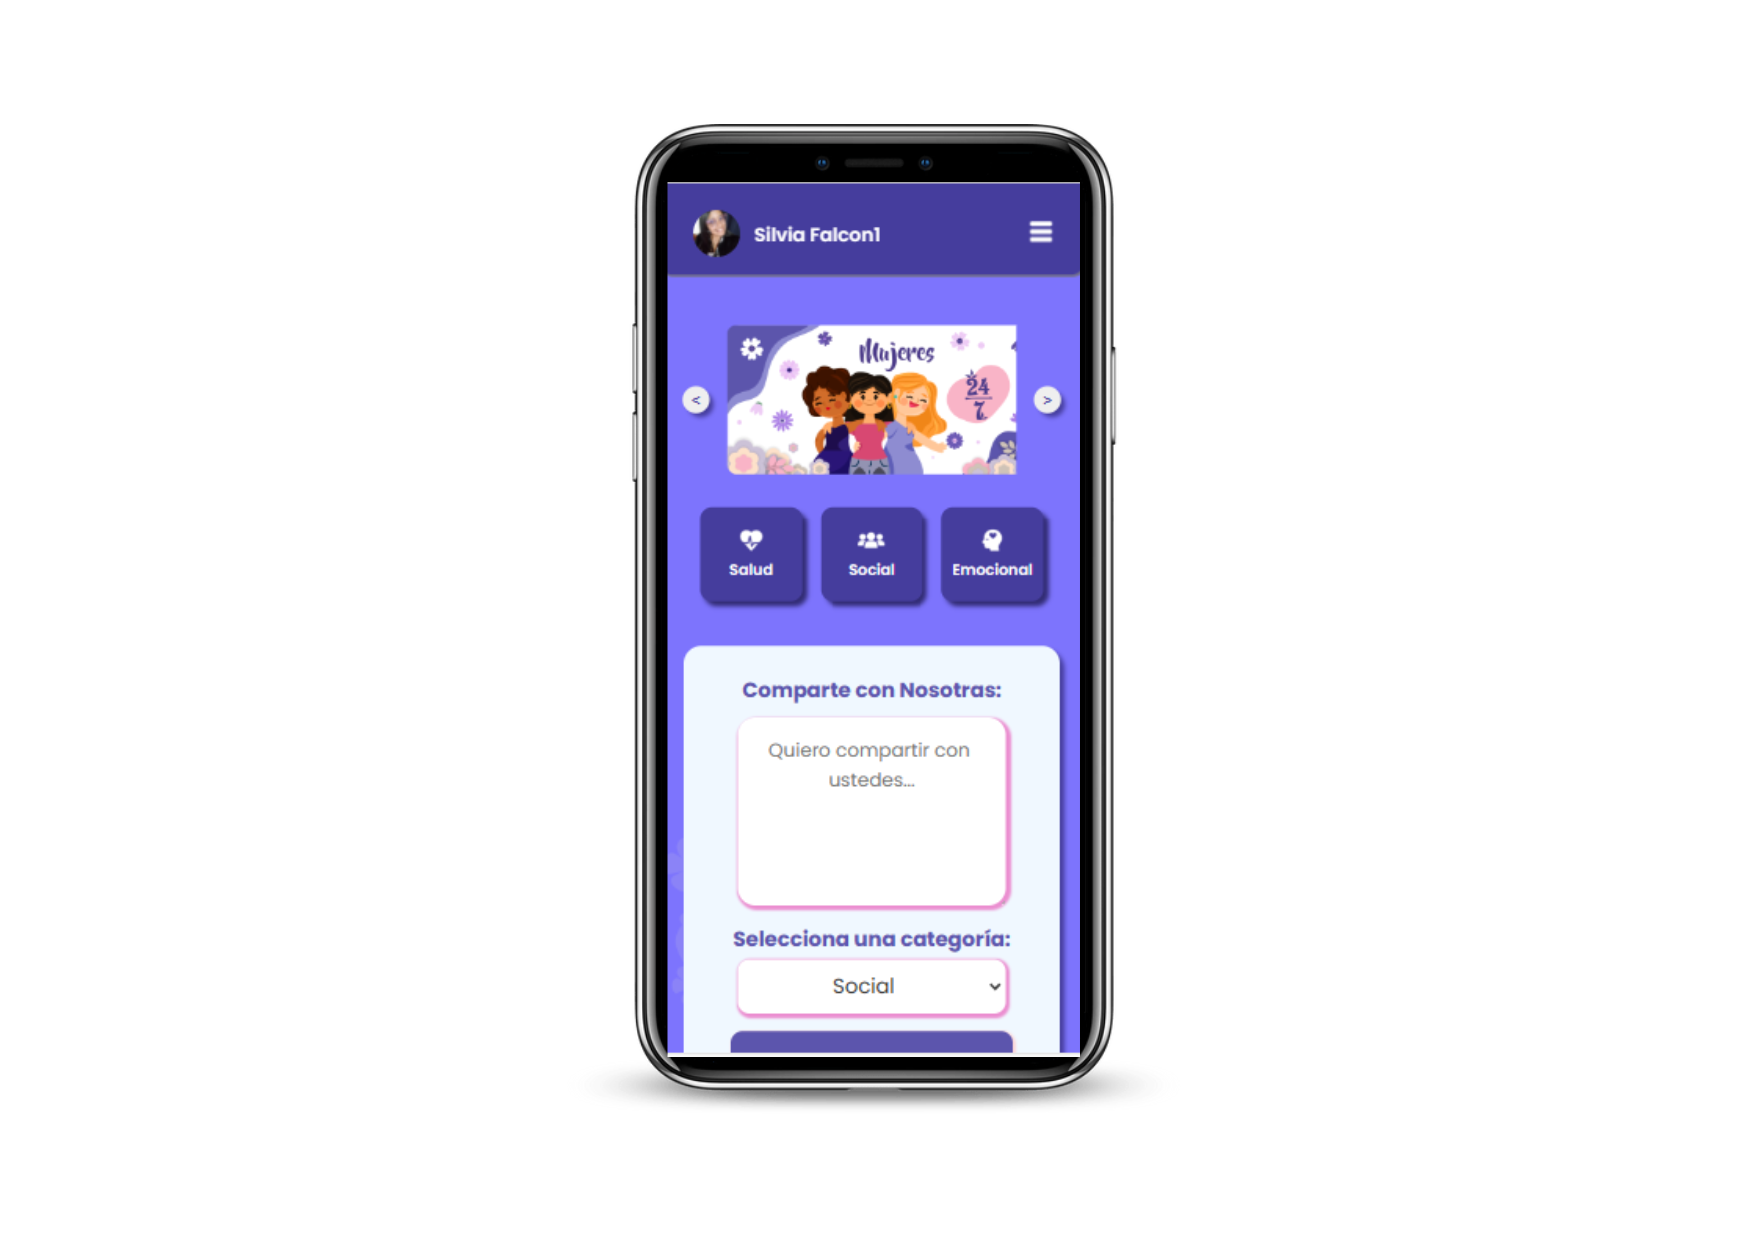 Silvia Falcon1
Mujeres
24
7
<
>
Salud
Social
Emocional
Comparte con Nosotras:
Quiero compartir con
ustedes...
Selecciona una categoría:
Social